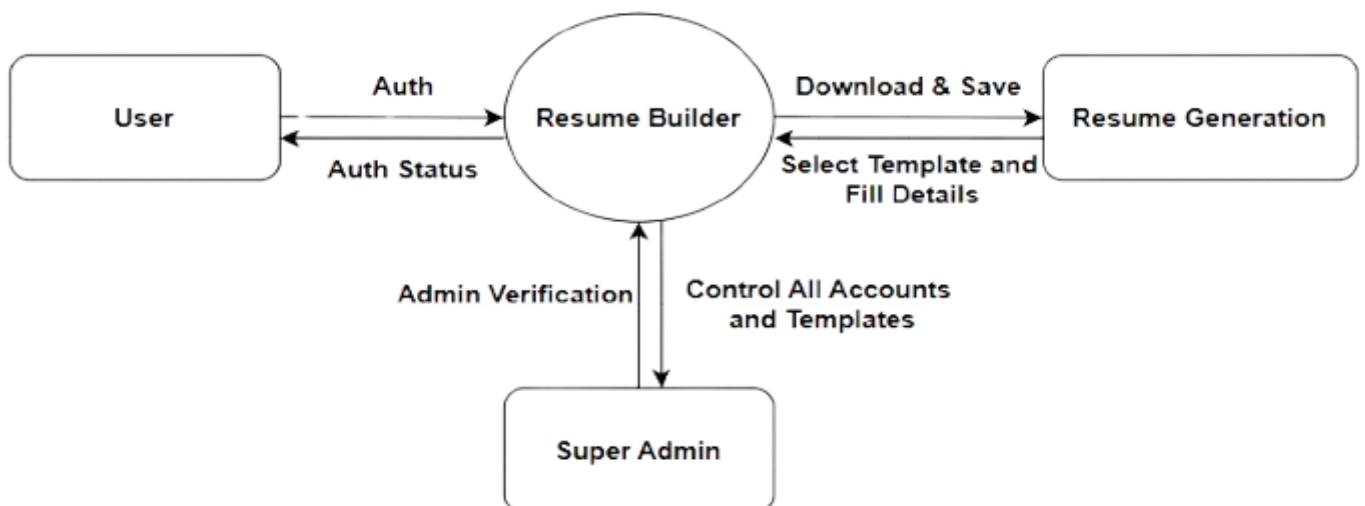 User
Auth
Auth Status
Resume Builder
Download & Save
Select Template and
Fill Details
Resume Generation
Admin Verification
Control All Accounts
and Templates
Super Admin